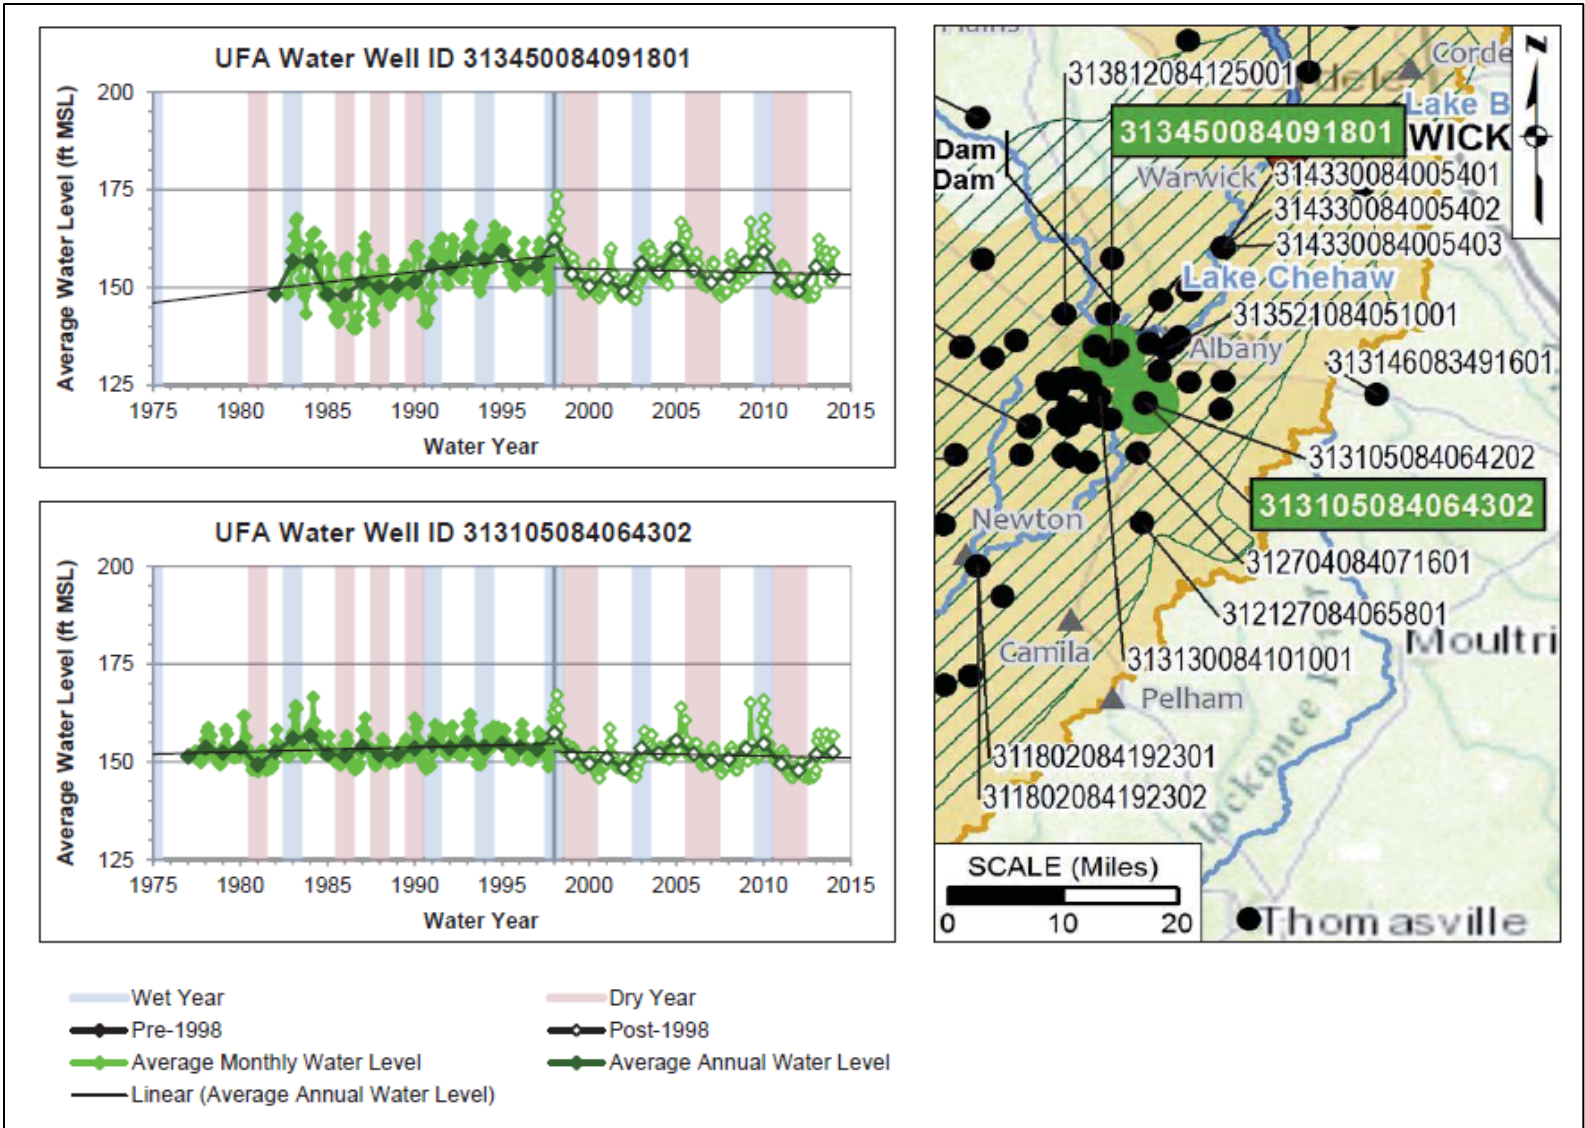 UFA Water Well ID 313450084091801
Average Water Level (ft MSL)
200
175
150
125
1975 1980 1985 1990 1995 2000 2005 2010 2015
Water Year
UFA Water Well ID 313105084064302
Average Water Level (ft MSL)
200
175
150
125
1975 1980 1985 1990 1995 2000 2005 2010 2015
Water Year
Wet Year
Dry Year
Pre-1998
Post-1998
Average Monthly Water Level
Average Annual Water Level
Linear (Average Annual Water Level)
Plains
Corde
N
313812084125001
Lake B
313450084091801
WICK
Dam
Dam
Warwick
314330084005401
314330084005402
314330084005403
Lake Chehaw
313521084051001
Albany
313146083491601
313105084064202
313105084064302
Newton
312704084071601
312127084065801
Camila
Moultri
313130084101001
Pelham
311802084192301
311802084192302
lockonce
SCALE (Miles)
0 10 20
Thomasville